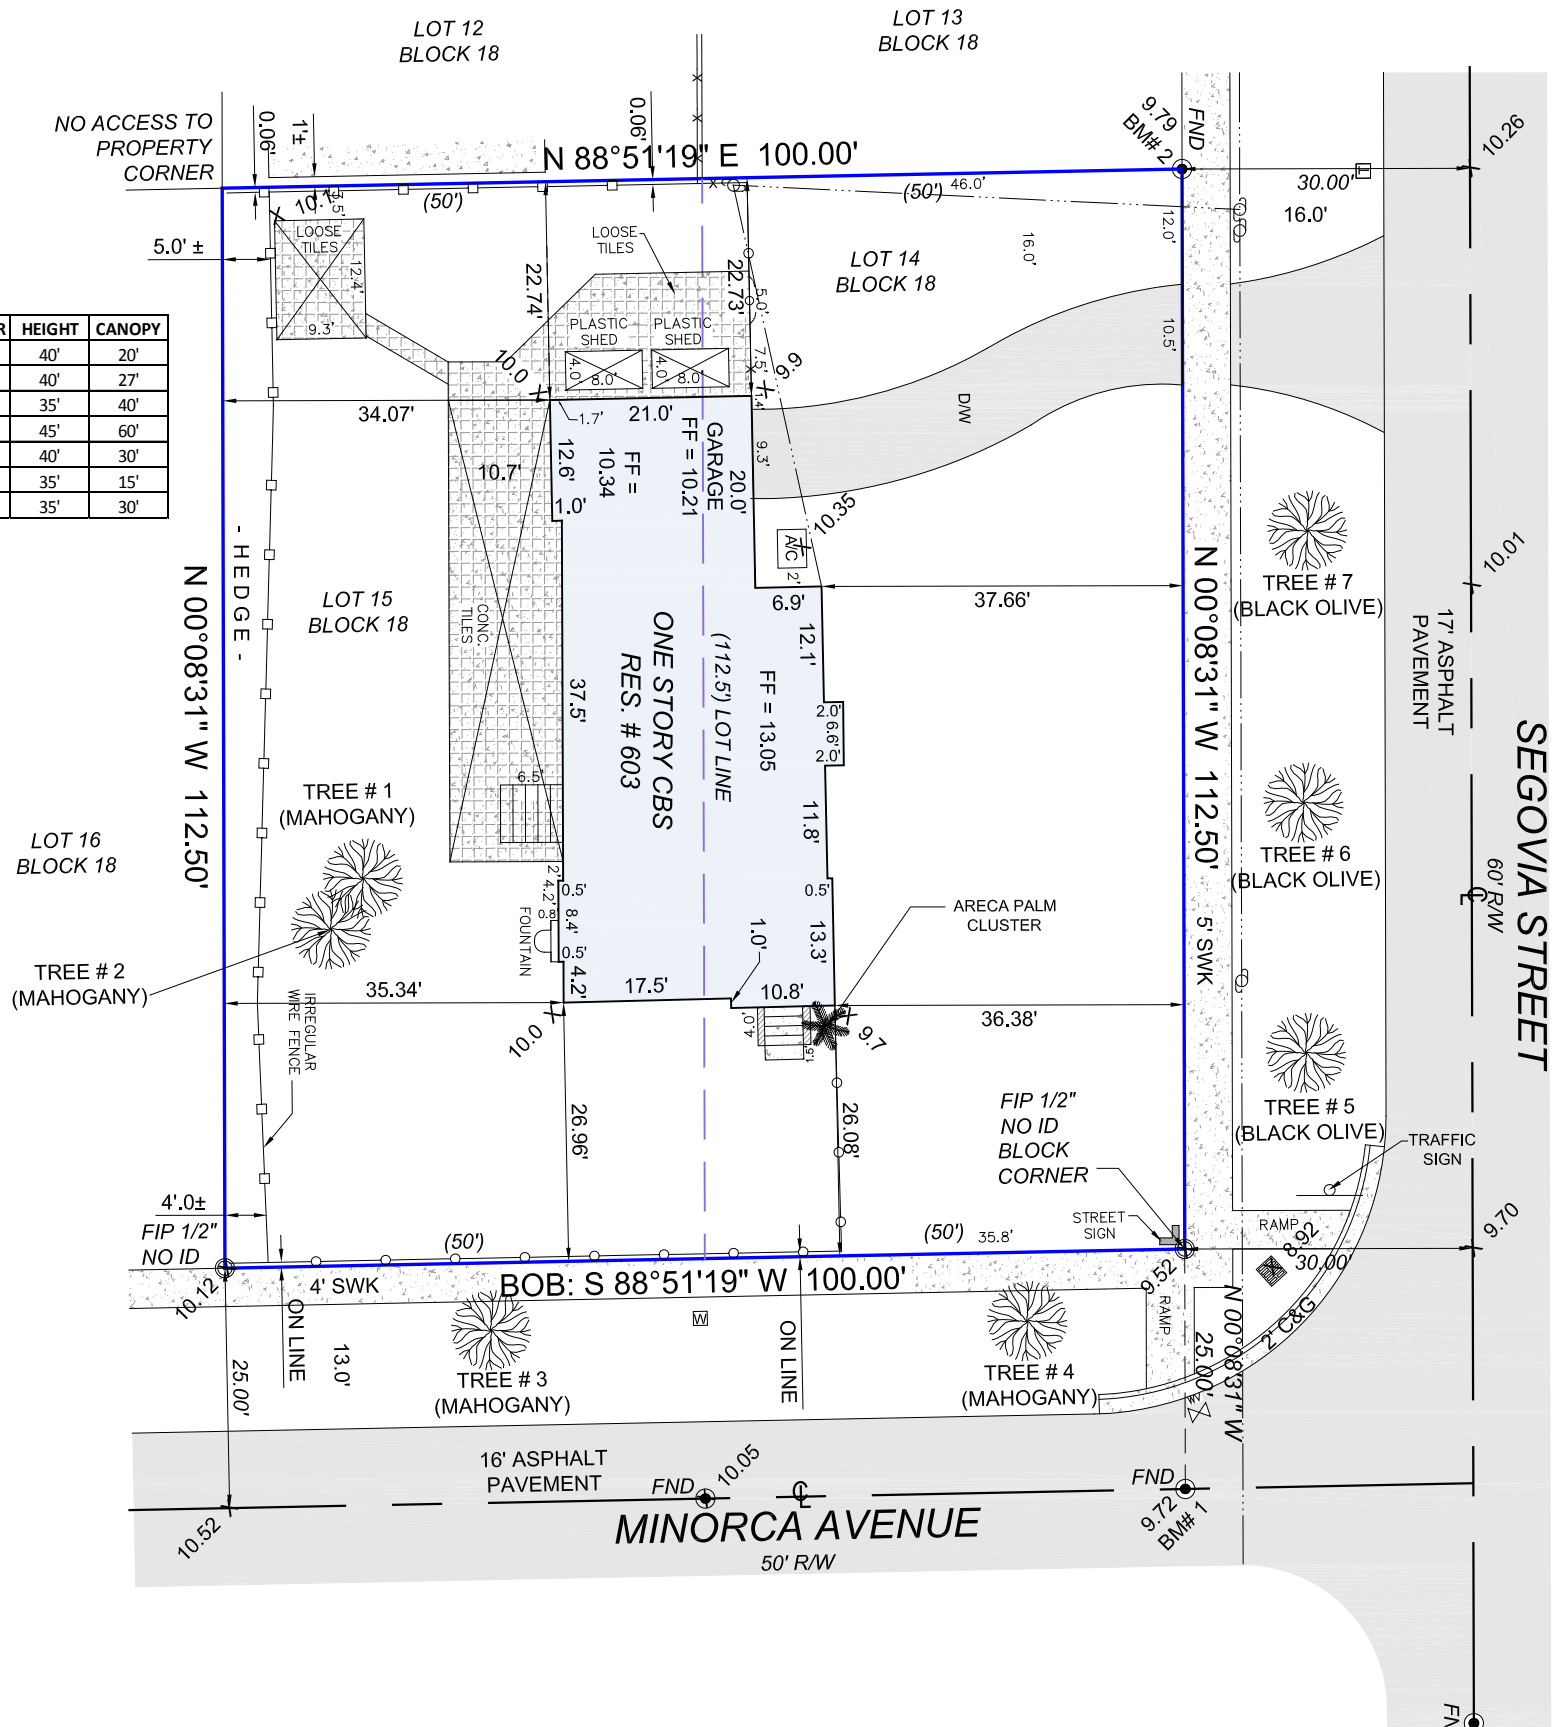 LOT 12
BLOCK 18
LOT 13
BLOCK 18
NO ACCESS TO
PROPERTY
CORNER
0.06'
1'±
0.06'
N 88°51'19" E 100.00'
9.79
BM# 2
FND
10.26
30.00'
T
16.0'
10.1
3.5'
(50')
(50')
46.0'
12.0'
5.0' ±
LOOSE
TILES
12.4'
9.3'
LOOSE
TILES
22.74'
22.73'
16.0'
LOT 14
BLOCK 18
5.0'
7.5'
1.4'
10.5'
R HEIGHT CANOPY
40' 20'
40' 27'
35' 40'
45' 60'
40' 30'
35' 15'
35' 30'
PLASTIC
SHED
PLASTIC
SHED
4.0'
8.0'
4.0'
8.0'
10.0
9.9
34.07'
1.7'
21.0'
D/W
12.6'
1.0'
10.7'
FF =
10.34
GARAGE
FF = 10.21
20.0'
9.3'
10.35
A/C
2'
6.9'
37.66'
TREE # 7
(BLACK OLIVE)
10.01
17' ASPHALT
PAVEMENT
- HEDGE -
N 00°08'31" W 112.50'
LOT 15
BLOCK 18
CONC.
TILES
ONE STORY CBS
RES. # 603
(112.5') LOT LINE
FF = 13.05
12.1'
2.0'
6.6'
2.0'
37.5'
N 00°08'31" W 112.50'
SEGOVIA STREET
60' R/W
CL
6.5'
11.8'
TREE # 1
(MAHOGANY)
LOT 16
BLOCK 18
TREE # 6
(BLACK OLIVE)
2'
4.2'
0.5'
0.8'
8.4'
0.5'
4.2'
FOUNTAIN
0.5'
13.3'
1.0'
ARECA PALM
CLUSTER
5' SWK
TREE # 2
(MAHOGANY)
35.34'
17.5'
10.8'
36.38'
IRREGULAR
WIRE FENCE
10.0
4.0'
1.5'
9.7
26.96'
26.08'
FIP 1/2"
NO ID
BLOCK
CORNER
TREE # 5
(BLACK OLIVE)
TRAFFIC
SIGN
4'.0±
FIP 1/2"
NO ID
(50')
(50')
35.8'
STREET
SIGN
RAMP
8.92
9.70
30.00'
10.12
4' SWK
BOB: S 88°51'19" W 100.00'
9.52
RAMP
N 00°08'31" W
25.00'
2' C&G
ON LINE
13.0'
25.00'
W
ON LINE
TREE # 3
(MAHOGANY)
TREE # 4
(MAHOGANY)
16' ASPHALT
PAVEMENT
FND
10.05
CL
FND
9.72
BM# 1
10.52
MINORCA AVENUE
50' R/W